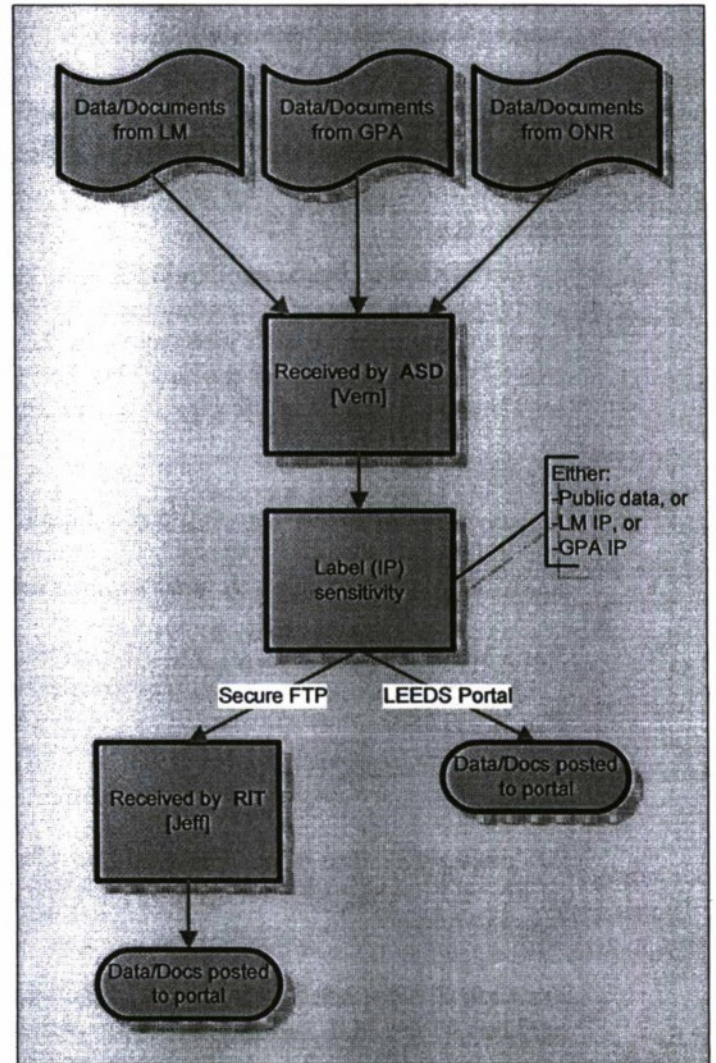 Data/Documents
from LM
Data/Documents
from GPA
Data/Documents
from ONR
Received by ASD
[Vern]
Either:
-Public data, or
-LM IP, or
-GPA IP
Label (IP)
sensitivity
Secure FTP
LEEDS Portal
Received by RIT
[Jeff]
Data/Docs posted
to portal
Data/Docs posted
to portal